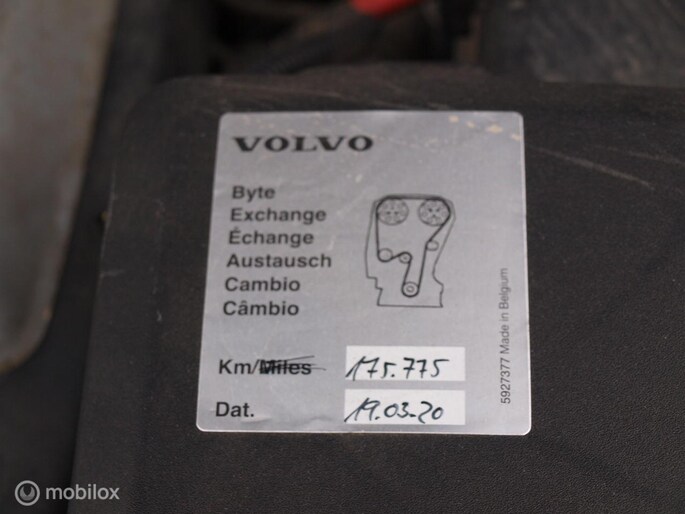 VOLVO
Byte
Exchange
Échange
Austausch
Cambio
Câmbio
Km/Miles 175.775
Dat. 19.03-20
5927377 Made in Belgium
mobilox